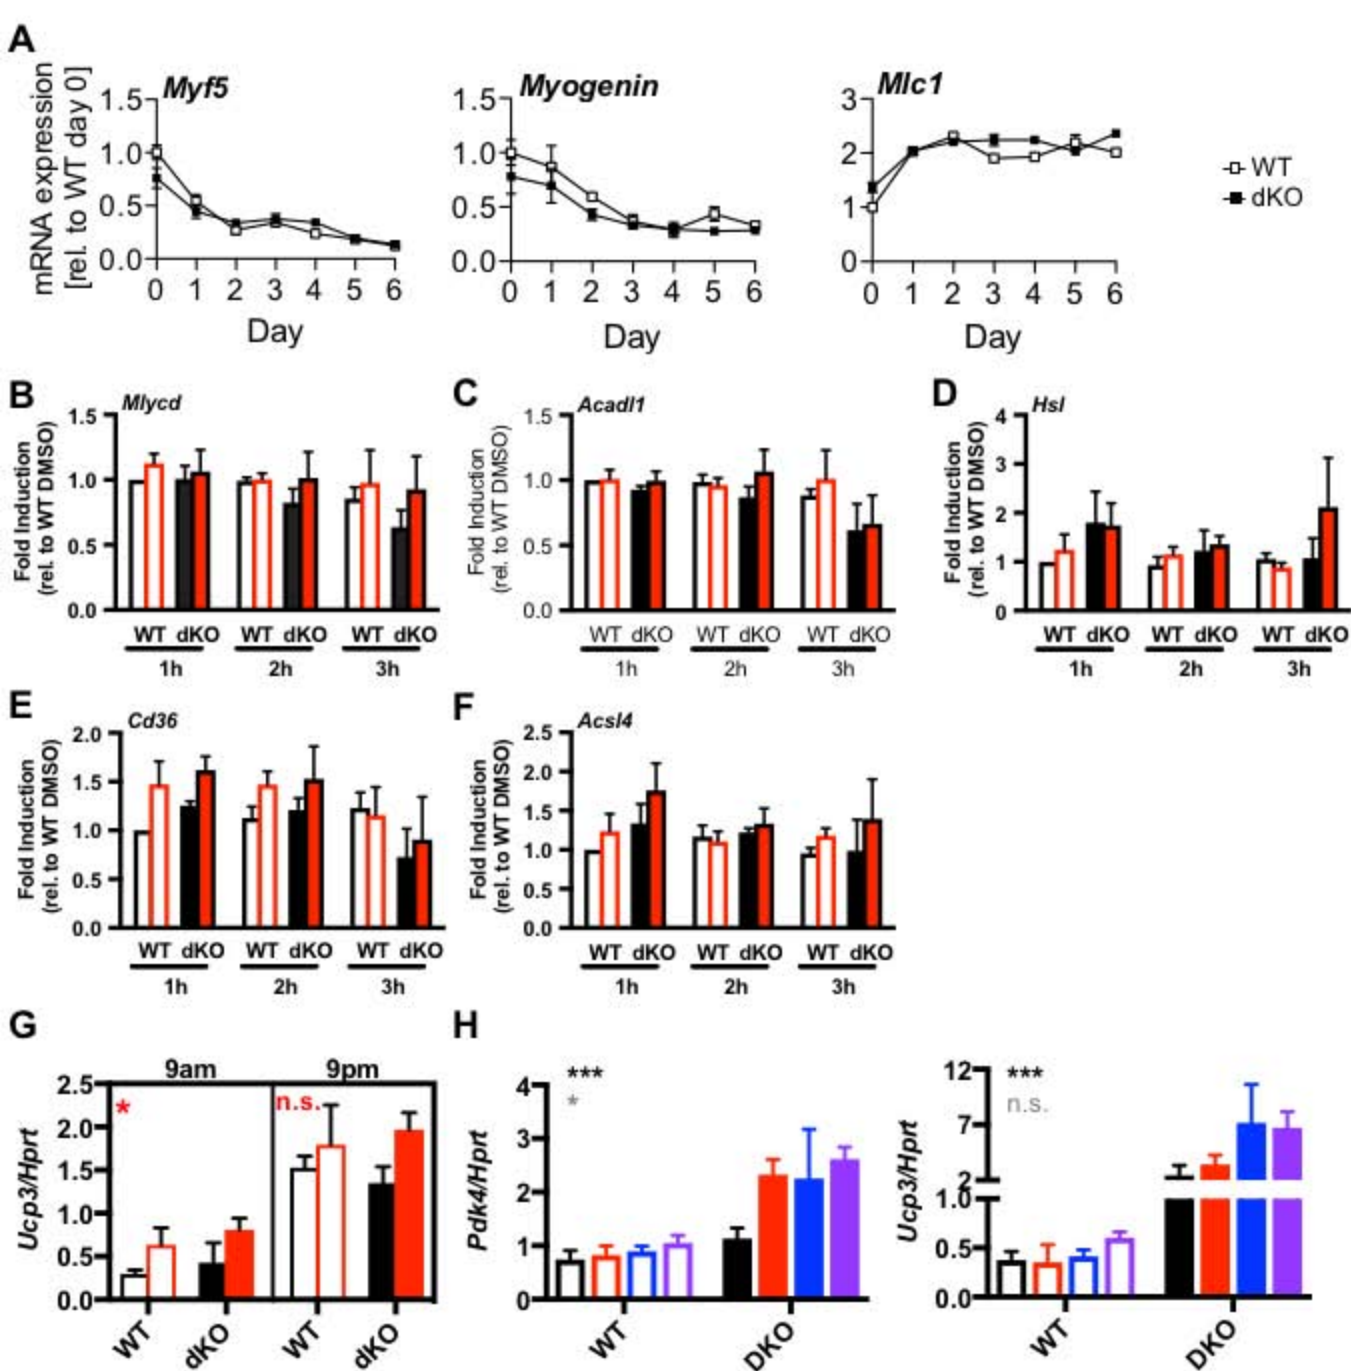 A
mRNA expression
[rel. to WT day 0]
Myf5
1.5
1.0
0.5
0.0
0 1 2 3 4 5 6
Day
Myogenin
1.5
1.0
0.5
0.0
0 1 2 3 4 5 6
Day
Mlc1
3
2
1
0
0 1 2 3 4 5 6
Day
WT
dKO
B
Mlycd
Fold Induction
(rel. to WT DMSO)
1.5
1.0
0.5
0.0
WT dKO WT dKO WT dKO
1h 2h 3h
C
Acadl1
Fold Induction
(rel. to WT DMSO)
1.5
1.0
0.5
0.0
WT dKO WT dKO WT dKO
1h 2h 3h
D
Hsl
Fold Induction
(rel. to WT DMSO)
4
3
2
1
0
WT dKO WT dKO WT dKO
1h 2h 3h
E
Cd36
Fold Induction
(rel. to WT DMSO)
2.0
1.5
1.0
0.5
0.0
WT dKO WT dKO WT dKO
1h 2h 3h
F
Acsl4
Fold Induction
(rel. to WT DMSO)
2.5
2.0
1.5
1.0
0.5
0.0
WT dKO WT dKO WT dKO
1h 2h 3h
G
9am 9pm
Ucp3/Hprt
2.5
2.0
1.5
1.0
0.5
0.0
*
n.s.
WT dKO WT dKO
H
Pdk4/Hprt
4
3
2
1
0
***
*
WT DKO
Ucp3/Hprt
12
7
2
1.0
0.5
0.0
***
n.s.
WT DKO